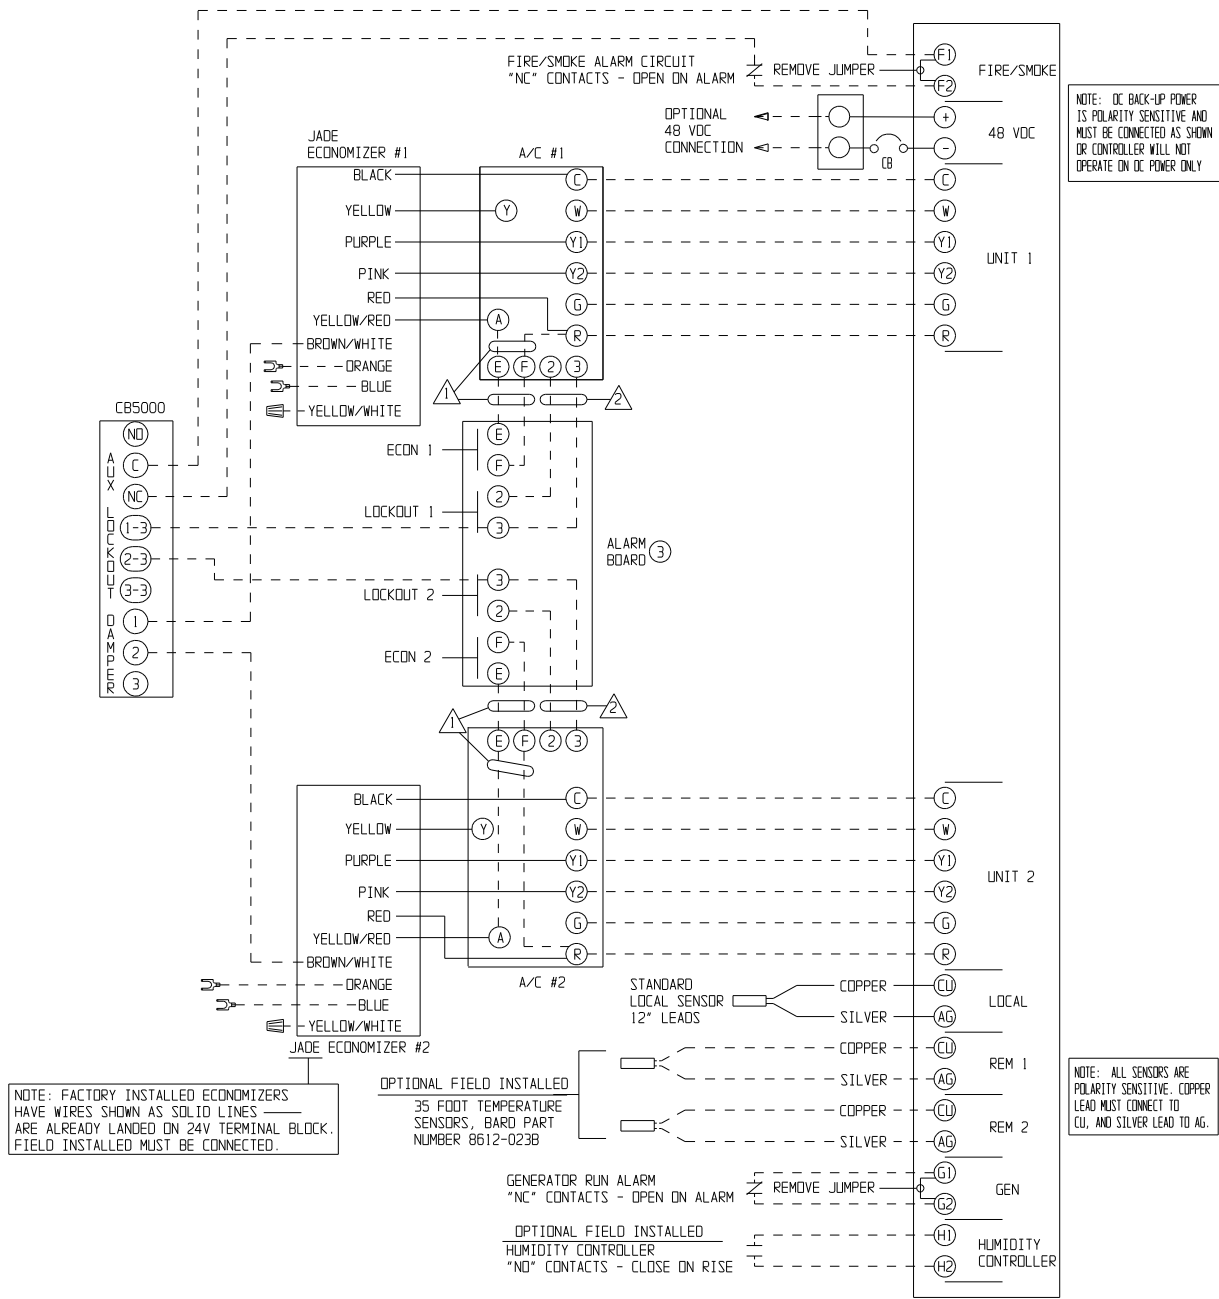 FIRE/SMOKE ALARM CIRCUIT
"NC" CONTACTS - OPEN ON ALARM
REMOVE JUMPER
F1
F2
FIRE/SMOKE
OPTIONAL
48 VDC
CONNECTION
CB
+
-
48 VDC
NOTE: DC BACK-UP POWER
IS POLARITY SENSITIVE AND
MUST BE CONNECTED AS SHOWN
OR CONTROLLER WILL NOT
OPERATE ON DC POWER ONLY
JADE
ECONOMIZER #1
BLACK
YELLOW
PURPLE
PINK
RED
YELLOW/RED
BROWN/WHITE
ORANGE
BLUE
YELLOW/WHITE
A/C #1
C
Y
W
Y1
Y2
G
A
R
E
F
2
3
C
W
Y1
Y2
G
R
UNIT 1
1
2
CB5000
NO
C
NC
1-3
2-3
3-3
1
2
3
AUX
LOCKOUT
DAMPER
ECON 1
LOCKOUT 1
LOCKOUT 2
ECON 2
E
F
2
3
3
2
F
E
ALARM
BOARD
3
1
2
E
F
2
3
C
Y
W
Y1
Y2
G
A
R
A/C #2
BLACK
YELLOW
PURPLE
PINK
RED
YELLOW/RED
BROWN/WHITE
ORANGE
BLUE
YELLOW/WHITE
JADE ECONOMIZER #2
C
W
Y1
Y2
G
R
UNIT 2
NOTE: FACTORY INSTALLED ECONOMIZERS
HAVE WIRES SHOWN AS SOLID LINES
ARE ALREADY LANDED ON 24V TERMINAL BLOCK.
FIELD INSTALLED MUST BE CONNECTED.
STANDARD
LOCAL SENSOR
12" LEADS
COPPER
SILVER
CU
AG
LOCAL
OPTIONAL FIELD INSTALLED
35 FOOT TEMPERATURE
SENSORS, BARD PART
NUMBER 8612-023B
COPPER
SILVER
CU
AG
REM 1
COPPER
SILVER
CU
AG
REM 2
NOTE: ALL SENSORS ARE
POLARITY SENSITIVE. COPPER
LEAD MUST CONNECT TO
CU, AND SILVER LEAD TO AG.
GENERATOR RUN ALARM
"NC" CONTACTS - OPEN ON ALARM
REMOVE JUMPER
G1
G2
GEN
OPTIONAL FIELD INSTALLED
HUMIDITY CONTROLLER
"NO" CONTACTS - CLOSE ON RISE
H1
H2
HUMIDITY
CONTROLLER